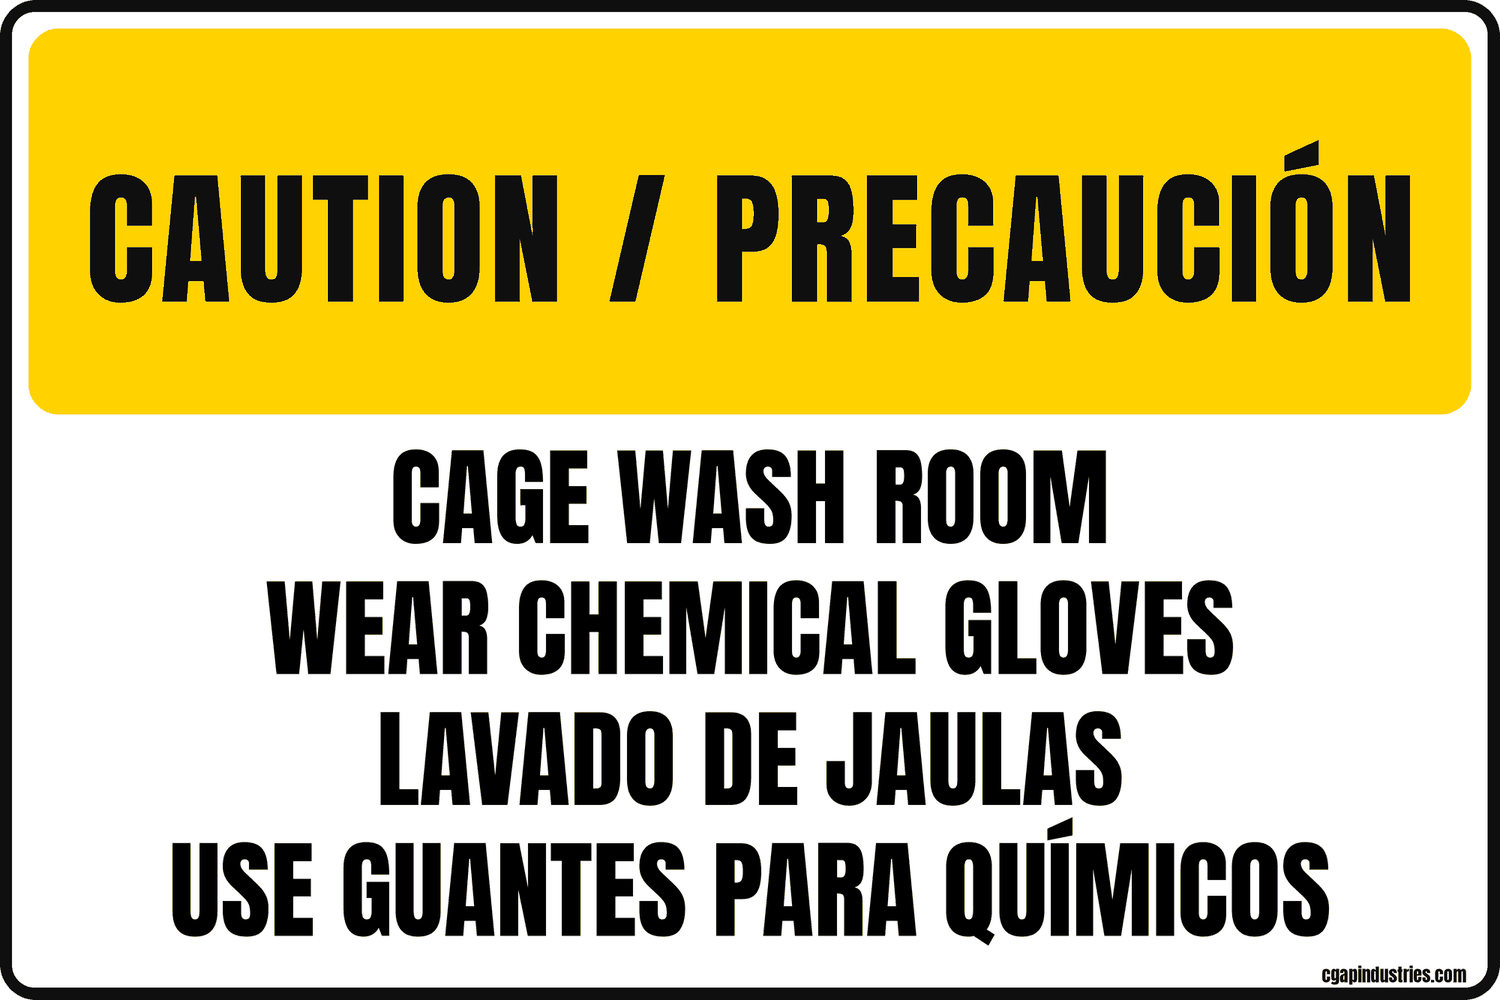 CAUTION / PRECAUCIÓN
CAGE WASH ROOM
WEAR CHEMICAL GLOVES
LAVADO DE JAULAS
USE GUANTES PARA QUÍMICOS
cgapindustries.com